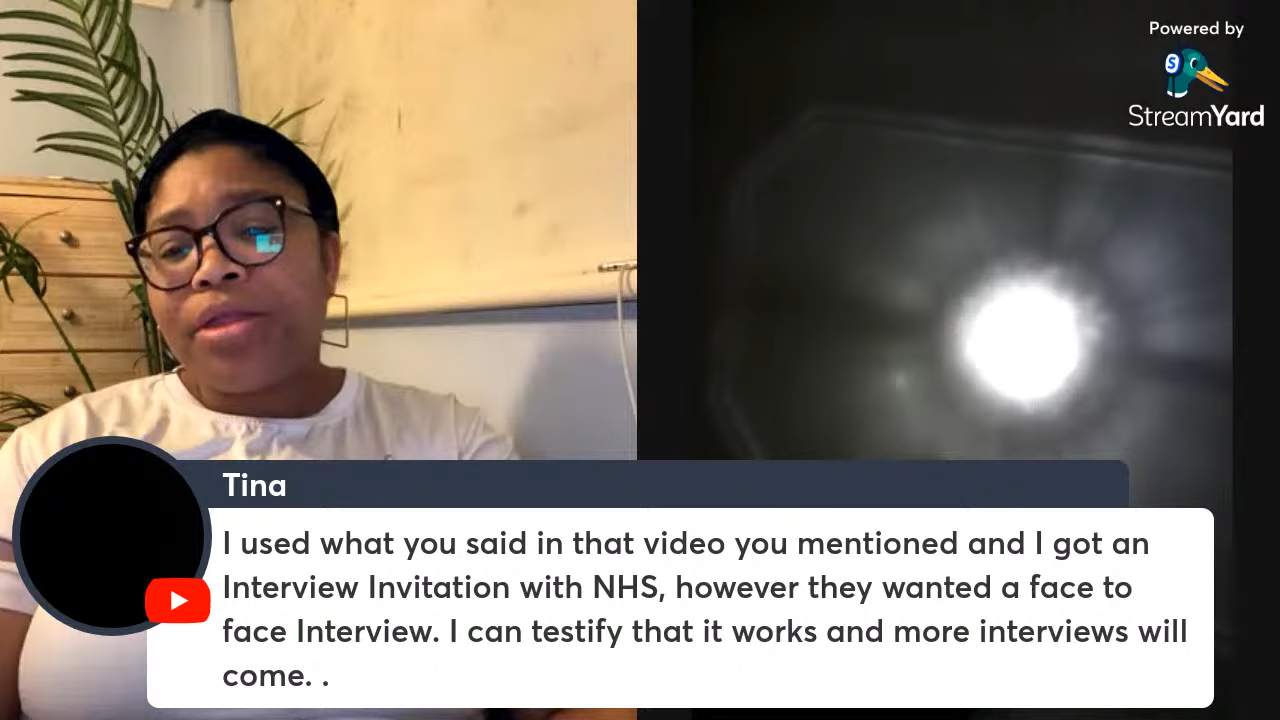 Powered by
StreamYard
Tina
I used what you said in that video you mentioned and I got an
Interview Invitation with NHS, however they wanted a face to
face Interview. I can testify that it works and more interviews will
come. .